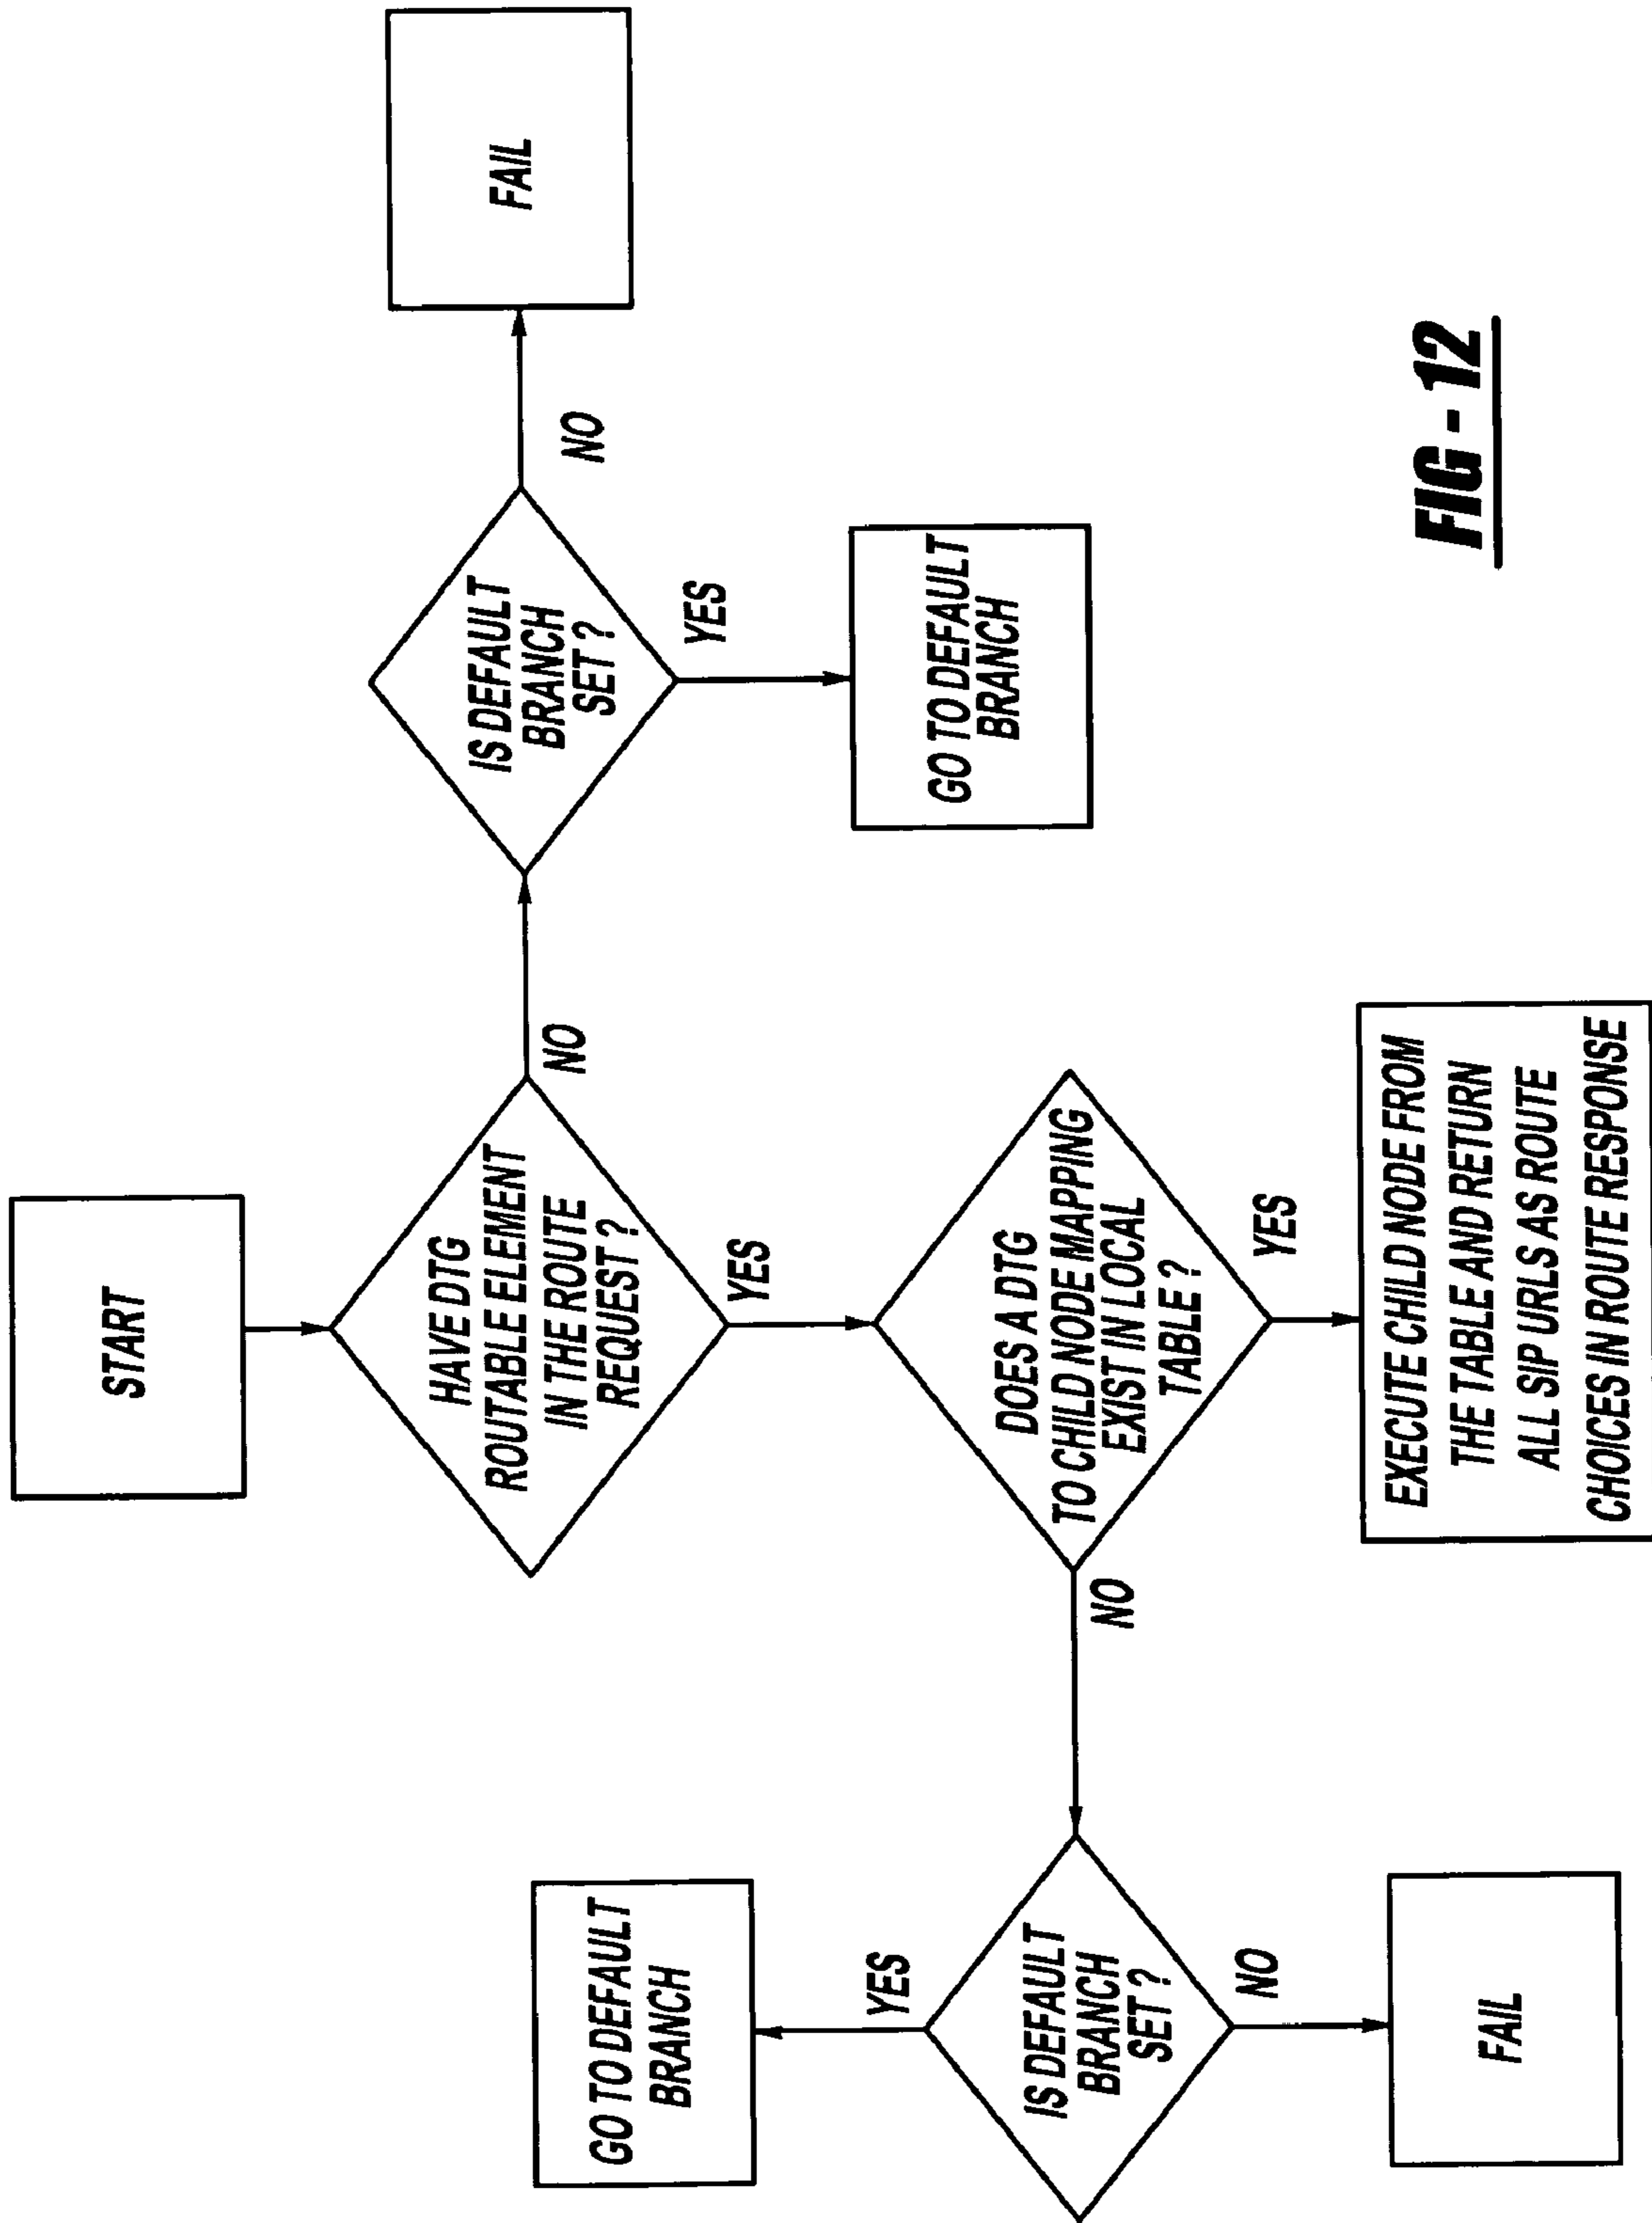 START
HAVE DTG
ROUTABLE ELEMENT
IN THE ROUTE
REQUEST ?
NO
IS DEFAULT
BRANCH
SET ?
NO
FAIL
YES
GO TO DEFAULT
BRANCH
YES
DOES A DTG
TO CHILD NODE MAPPING
EXIST IN LOCAL
TABLE ?
YES
EXECUTE CHILD NODE FROM
THE TABLE AND RETURN
ALL SIP URLS AS ROUTE
CHOICES IN ROUTE RESPONSE
NO
IS DEFAULT
BRANCH
SET ?
YES
GO TO DEFAULT
BRANCH
NO
FAIL
FIG - 12